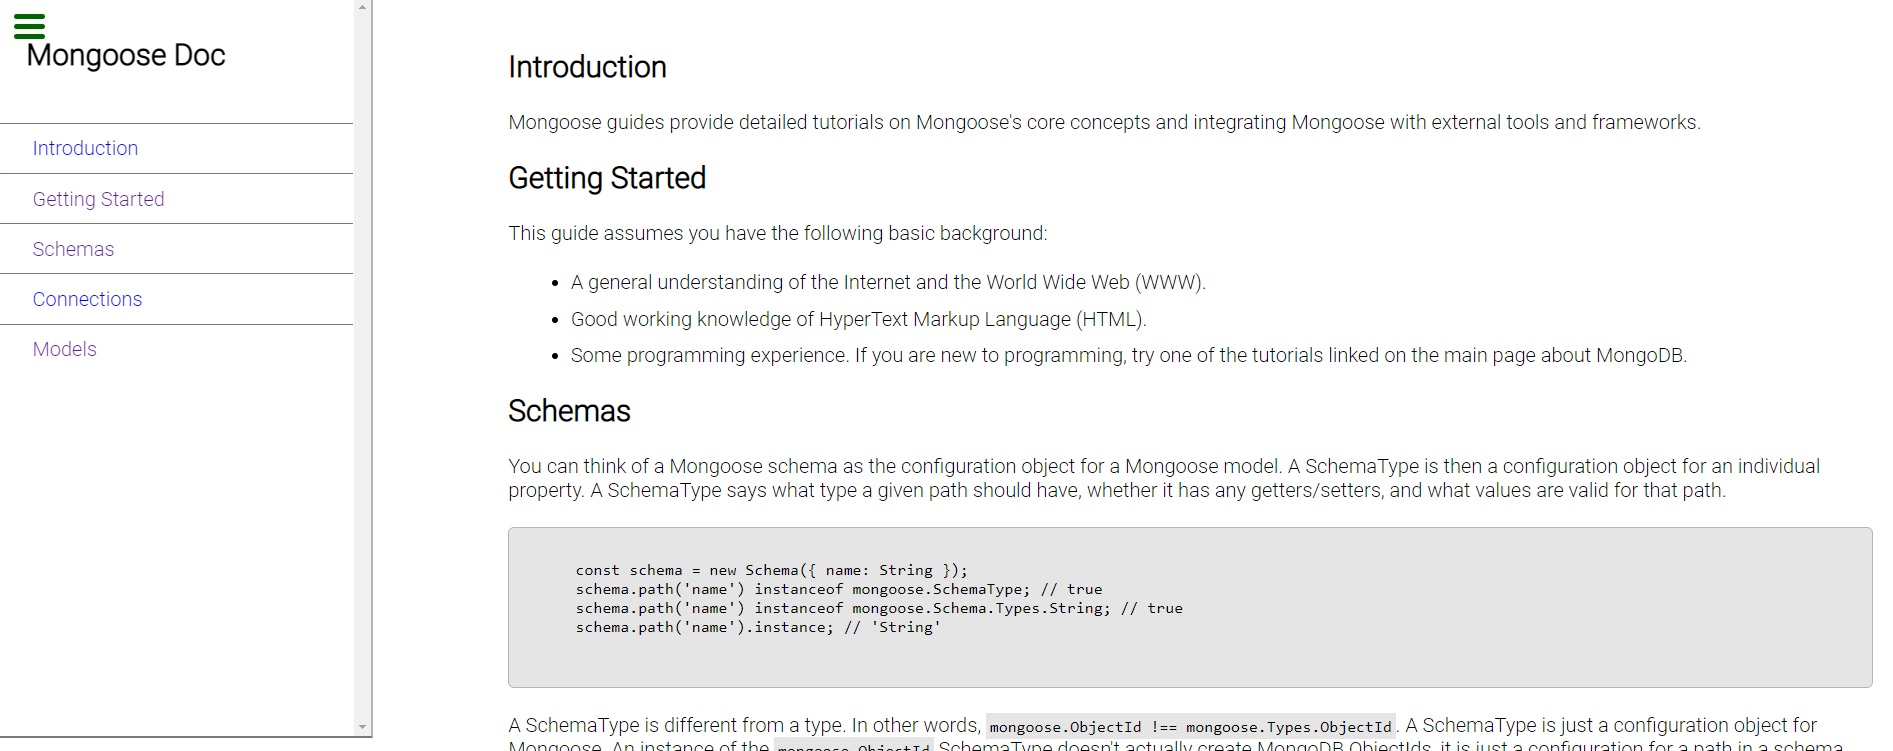 Mongoose Doc
Introduction
Getting Started
Schemas
Connections
Models
Introduction
Mongoose guides provide detailed tutorials on Mongoose's core concepts and integrating Mongoose with external tools and frameworks.
Getting Started
This guide assumes you have the following basic background:
• A general understanding of the Internet and the World Wide Web (WWW).
• Good working knowledge of HyperText Markup Language (HTML).
• Some programming experience. If you are new to programming, try one of the tutorials linked on the main page about MongoDB.
Schemas
You can think of a Mongoose schema as the configuration object for a Mongoose model. A SchemaType is then a configuration object for an individual
property. A SchemaType says what type a given path should have, whether it has any getters/setters, and what values are valid for that path.
const schema = new Schema({ name: String });
schema.path('name') instanceof mongoose.SchemaType; // true
schema.path('name') instanceof mongoose.Schema.Types.String; // true
schema.path('name').instance; // 'String'
A SchemaType is different from a type. In other words, mongoose.ObjectId !== mongoose.Types.ObjectId. A SchemaType is just a configuration object for
Mongoose. An instance of the mongoose.ObjectId SchemaType doesn't actually create MongoDB ObjectIds, it is just a configuration for a path in a schema.